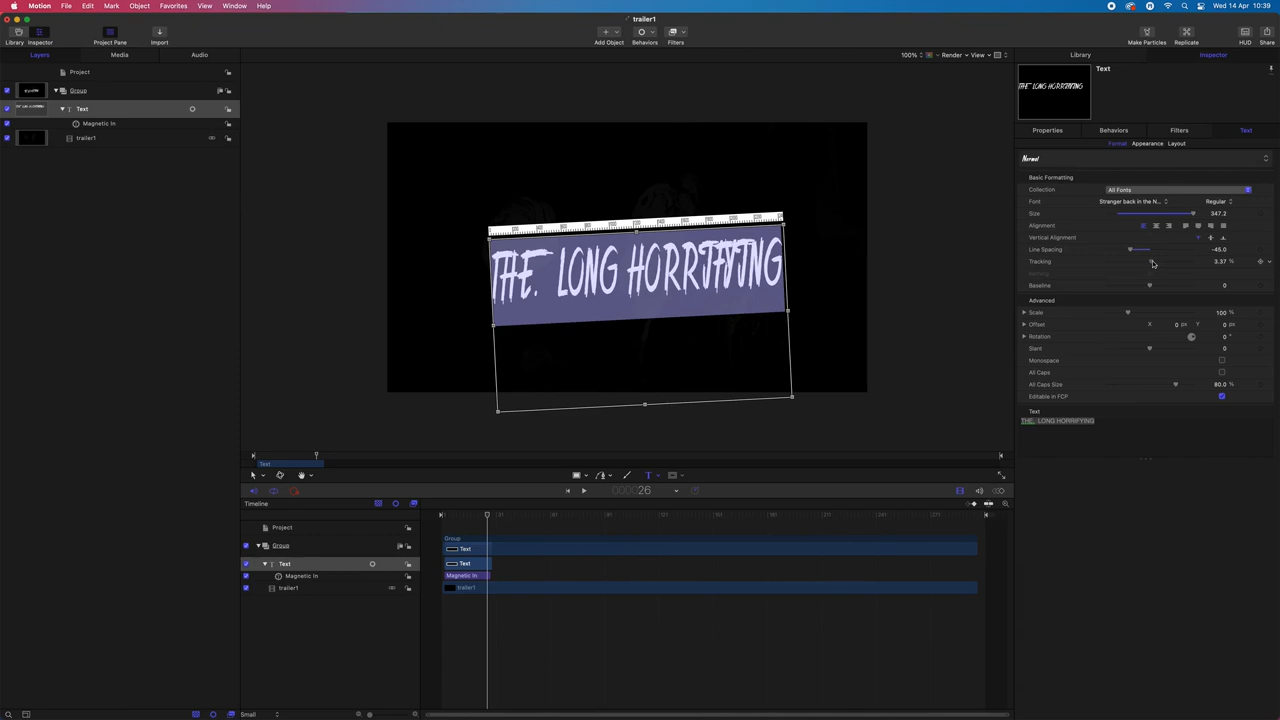 Motion File Edit Mark Object Favorites View Window Help Wed 14 Apr 10:39
trailer1
Library Inspector Project Pane Import Add Object Behaviors Filters Make Particles Replicate HUD Share
Layers Media Audio 100% Render View Library Inspector
Project
Group
Text
Magnetic In
trailer1
THE. LONG HORRIFYING
Text
THE. LONG HORRIFYING
Properties Behaviors Filters Text
Format Appearance Layout
Normal
Basic Formatting
Collection All Fonts
Font Stranger back in the N... Regular
Size 347.2
Alignment
Vertical Alignment
Line Spacing -45.0
Tracking 3.37 %
Baseline 0
Advanced
Scale 100 %
Offset X 0 px Y 0 px
Rotation 0 °
Slant 0
Monospace
All Caps
All Caps Size 80.0 %
Editable in FCP
Text
THE. LONG HORRIFYING
Text
T
000026
Timeline
Project
Group
Text
Magnetic In
trailer1
Group
Text
Text
Magnetic In
trailer1
Small